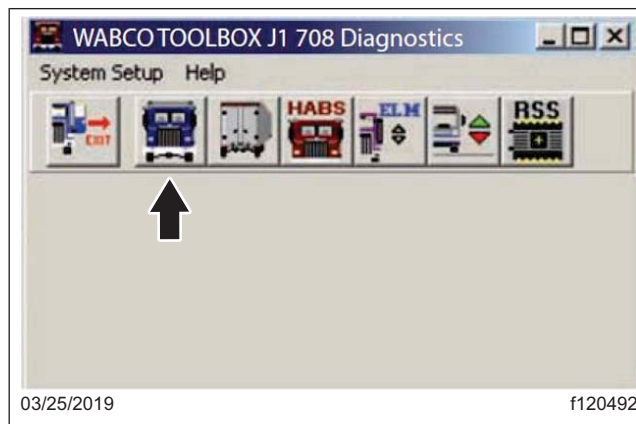 WABCO TOOLBOX J1 708 Diagnostics
System Setup Help
EXIT HABS ELM RSS
03/25/2019 f120492